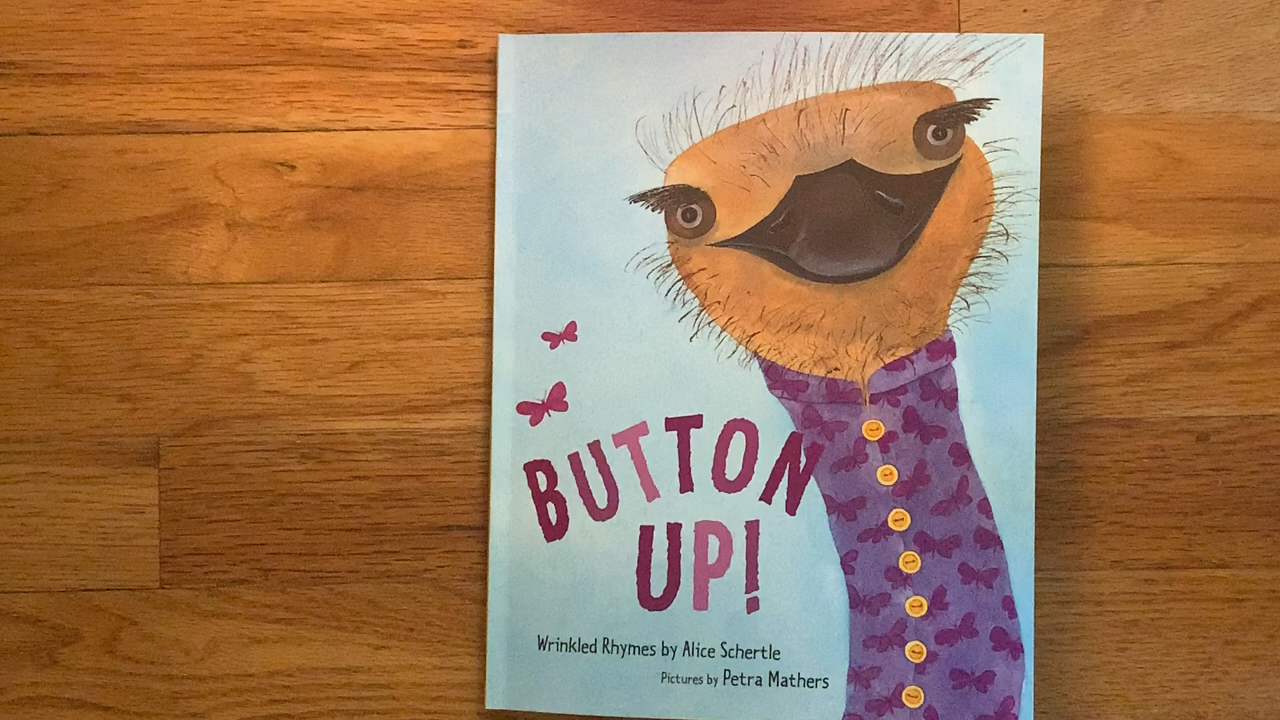 BUTTON
UP!
Wrinkled Rhymes by Alice Schertle
Pictures by Petra Mathers